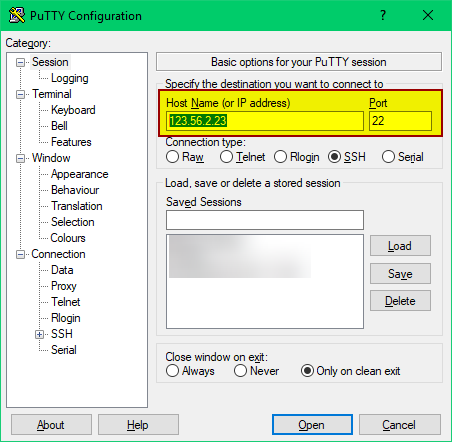 PuTTY Configuration
Category:
Session
Logging
Terminal
Keyboard
Bell
Features
Window
Appearance
Behaviour
Translation
Selection
Colours
Connection
Data
Proxy
Telnet
Rlogin
SSH
Serial
Basic options for your PuTTY session
Specify the destination you want to connect to
Host Name (or IP address) Port
123.56.2.23 22
Connection type:
Raw Telnet Rlogin SSH Serial
Load, save or delete a stored session
Saved Sessions
Load
Save
Delete
Close window on exit:
Always Never Only on clean exit
About Help Open Cancel